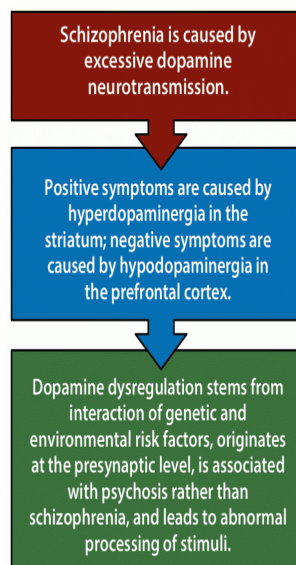 Schizophrenia is caused by
excessive dopamine
neurotransmission.
Positive symptoms are caused by
hyperdopaminergia in the
striatum; negative symptoms are
caused by hypodopaminergia in
the prefrontal cortex.
Dopamine dysregulation stems from
interaction of genetic and
environmental risk factors, originates
at the presynaptic level, is associated
with psychosis rather than
schizophrenia, and leads to abnormal
processing of stimuli.